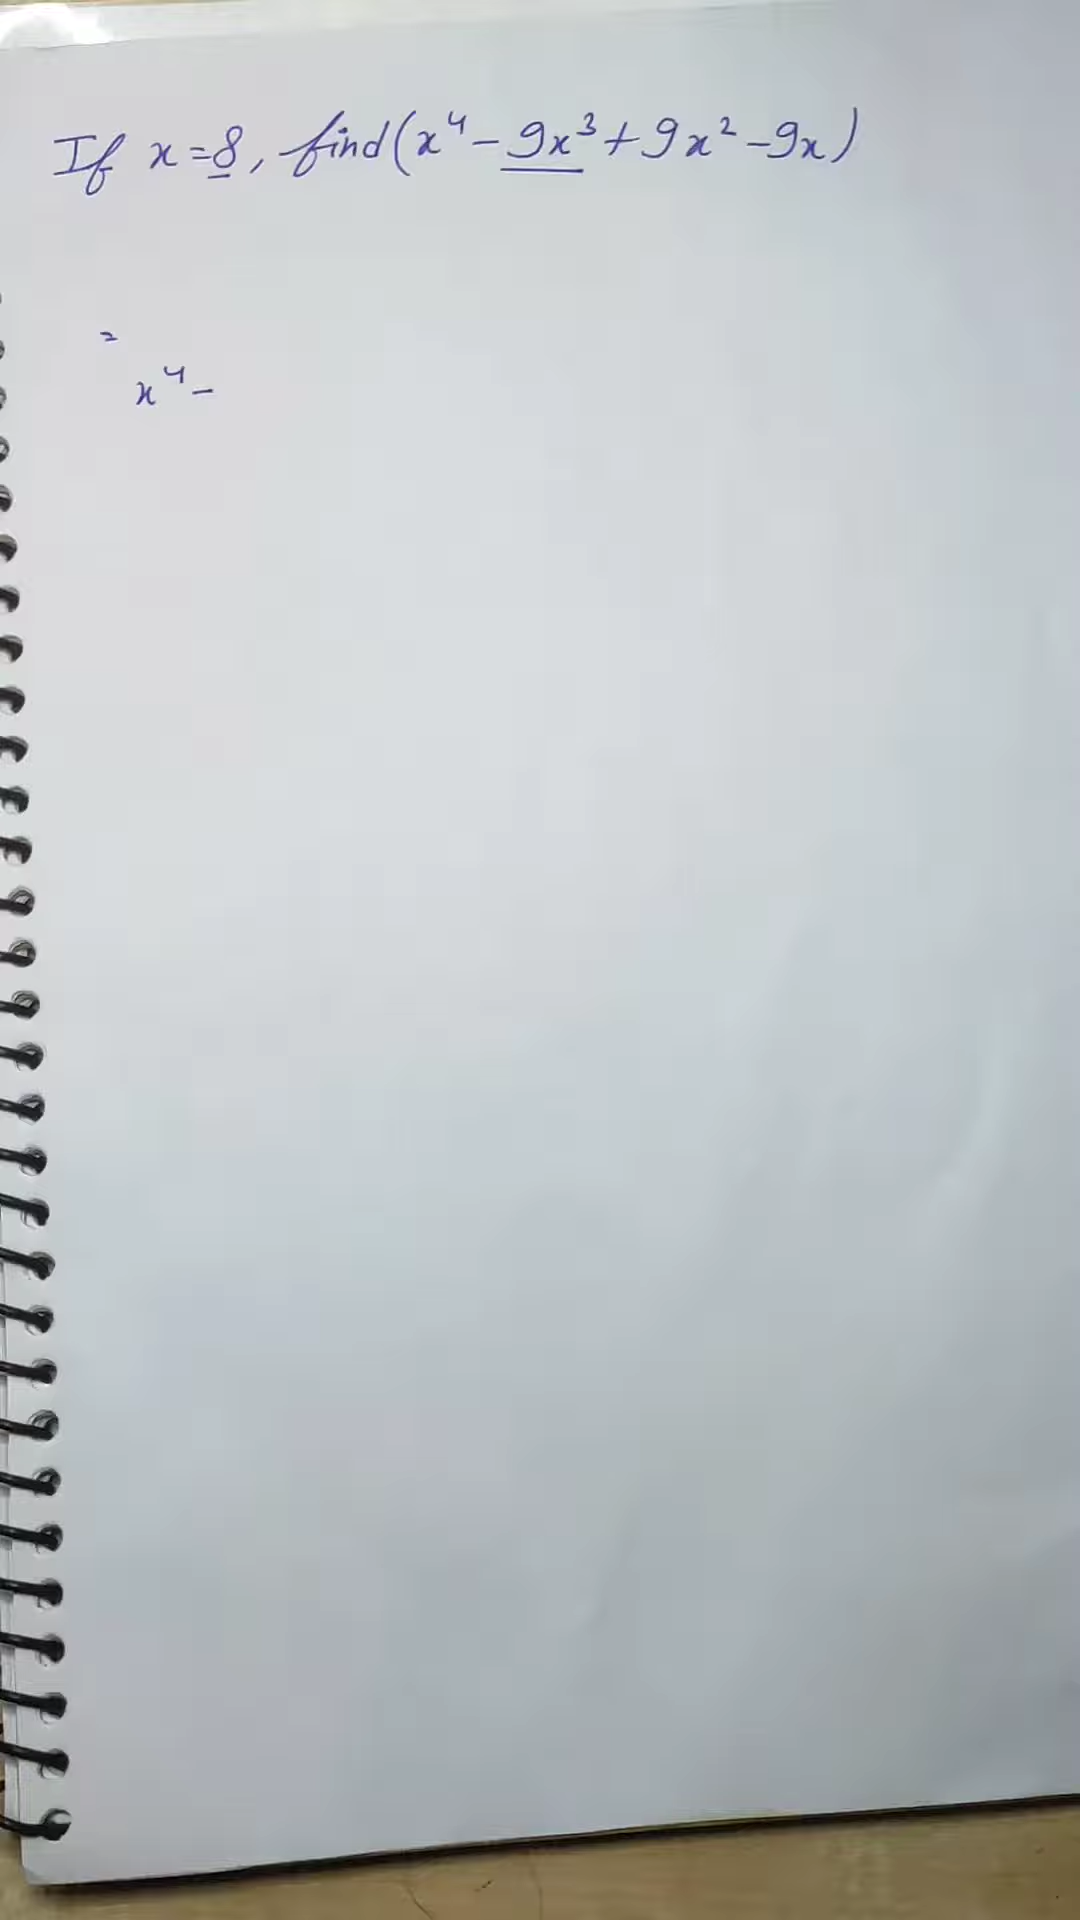 If x=8, find(x⁴-9x³+9x²-9x)
=
x⁴-